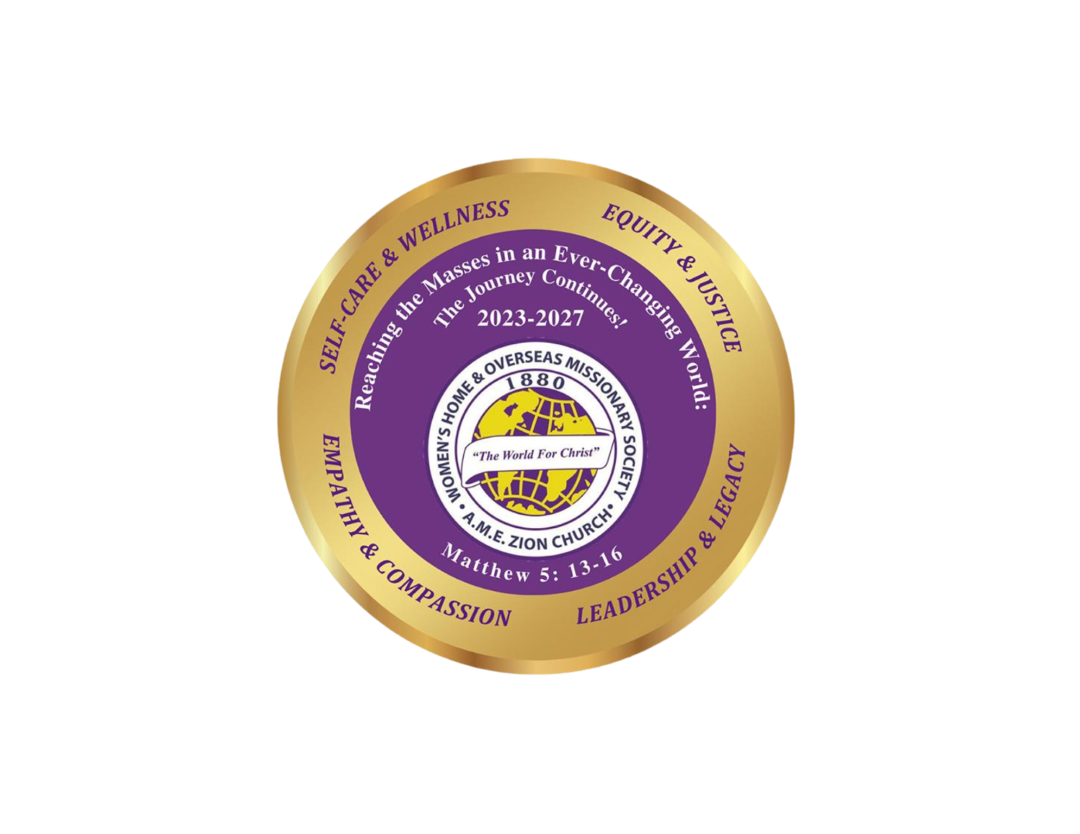 SELF-CARE & WELLNESS
EQUITY & JUSTICE
Reaching the Masses in an Ever-Changing World:
The Journey Continues!
2023-2027
WOMEN'S HOME & OVERSEAS MISSIONARY SOCIETY
1880
"The World For Christ"
• A.M.E. ZION CHURCH •
Matthew 5: 13-16
EMPATHY & COMPASSION
LEADERSHIP & LEGACY